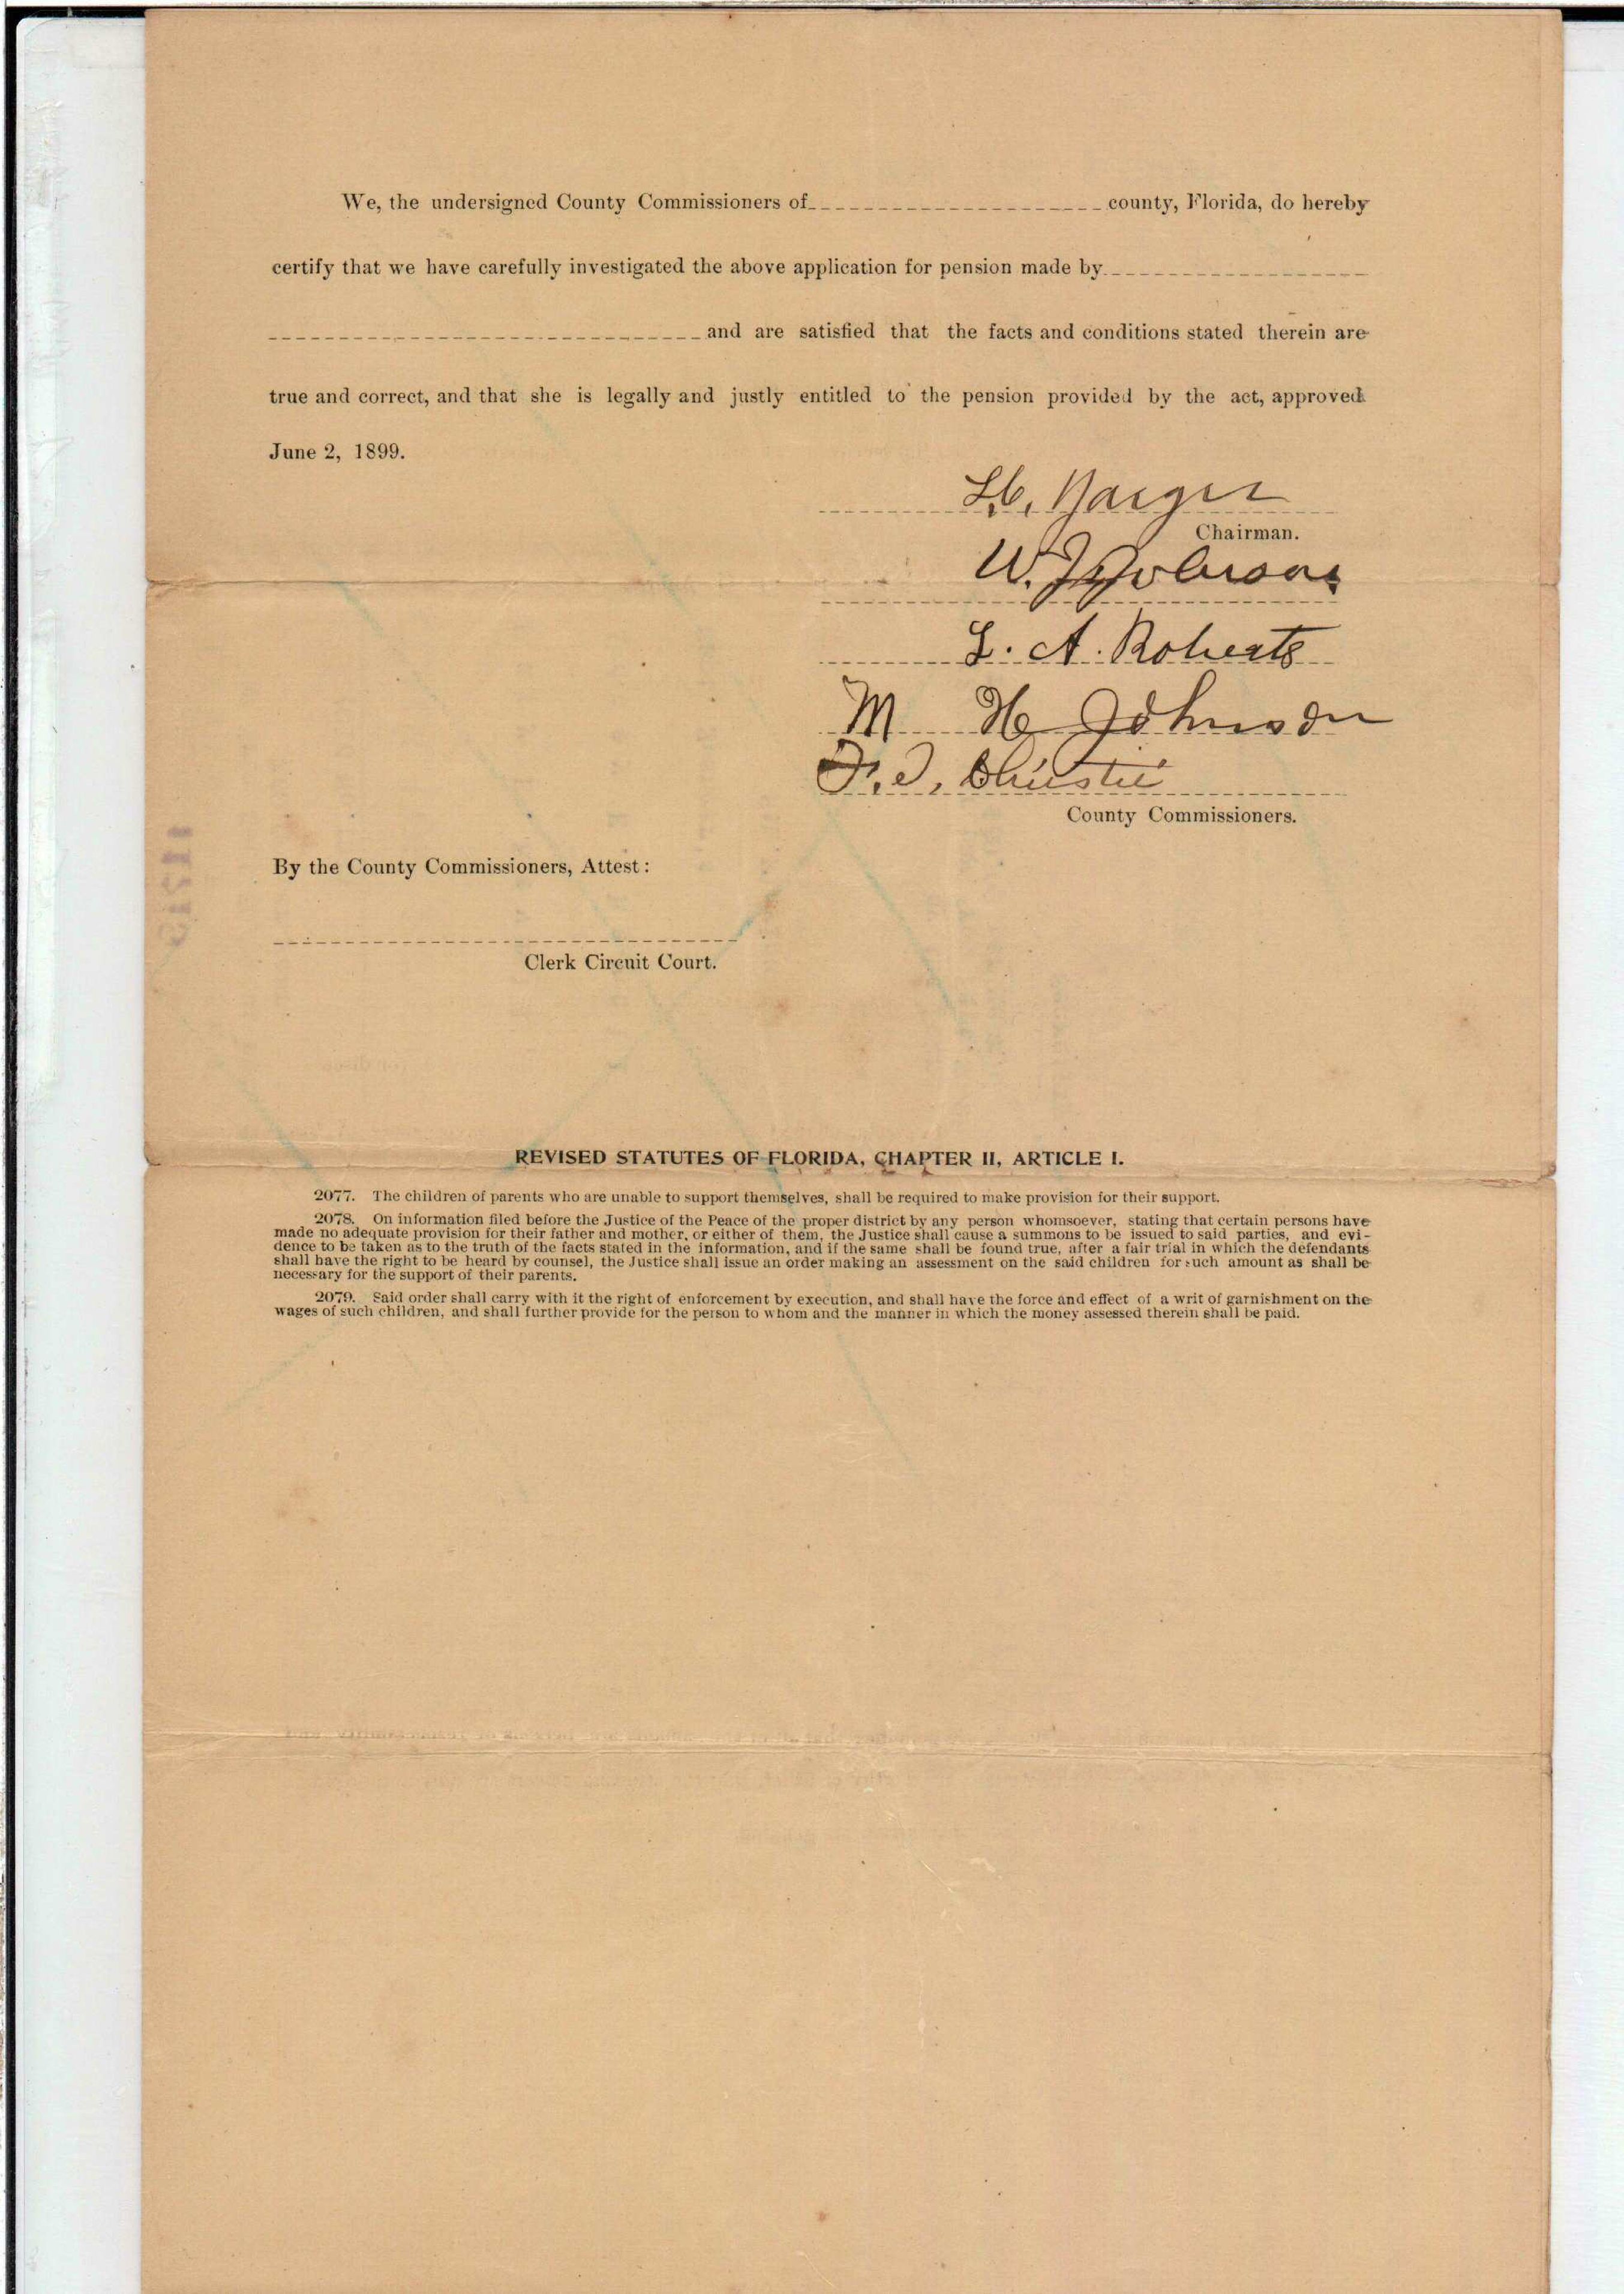 We, the undersigned County Commissioners of county, Florida, do hereby
certify that we have carefully investigated the above application for pension made by
and are satisfied that the facts and conditions stated therein are
true and correct, and that she is legally and justly entitled to the pension provided by the act, approved
June 2, 1899.
Chairman.
W. J.
L. A. Roberts
M H Johnson
Christie
County Commissioners.
By the County Commissioners, Attest:
Clerk Circuit Court.
REVISED STATUTES OF FLORIDA, CHAPTER II, ARTICLE I.
2077. The children of parents who are unable to support themselves, shall be required to make provision for their support.
2078. On information filed before the Justice of the Peace of the proper district by any person whomsoever, stating that certain persons have
made no adequate provision for their father and mother, or either of them, the Justice shall cause a summons to be issued to said parties, and evi-
dence to be taken as to the truth of the facts stated in the information, and if the same shall be found true, after a fair trial in which the defendants
shall have the right to be heard by counsel, the Justice shall issue an order making an assessment on the said children for such amount as shall be
necessary for the support of their parents.
2079. Said order shall carry with it the right of enforcement by execution, and shall have the force and effect of a writ of garnishment on the
wages of such children, and shall further provide for the person to whom and the manner in which the money assessed therein shall be paid.